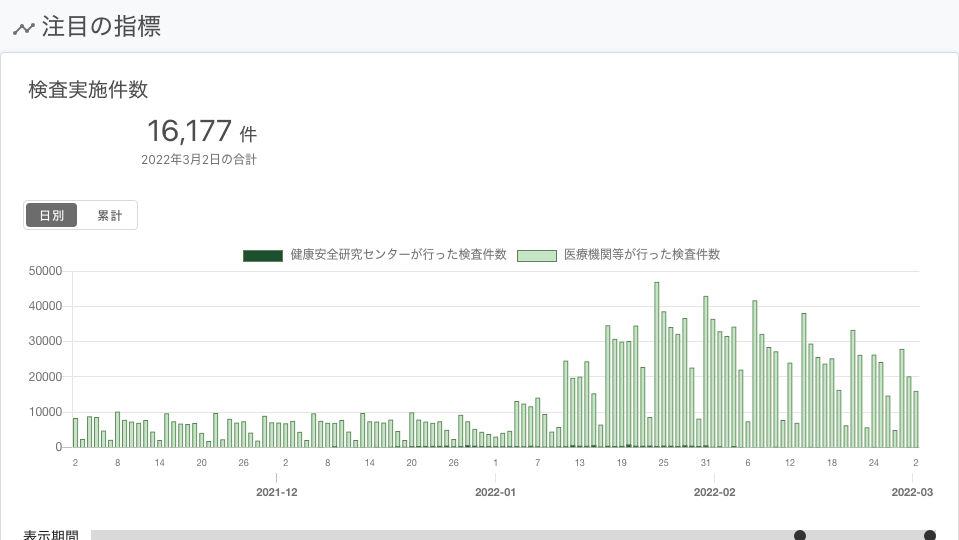 注目の指標
検査実施件数
16,177 件
2022年3月2日の合計
日別 累計
健康安全研究センターが行った検査件数 医療機関等が行った検査件数
50000
40000
30000
20000
10000
0
2 8 14 20 26 2 8 14 20 26 1 7 13 19 25 31 6 12 18 24 2
2021-12 2022-01 2022-02 2022-03
表示期間